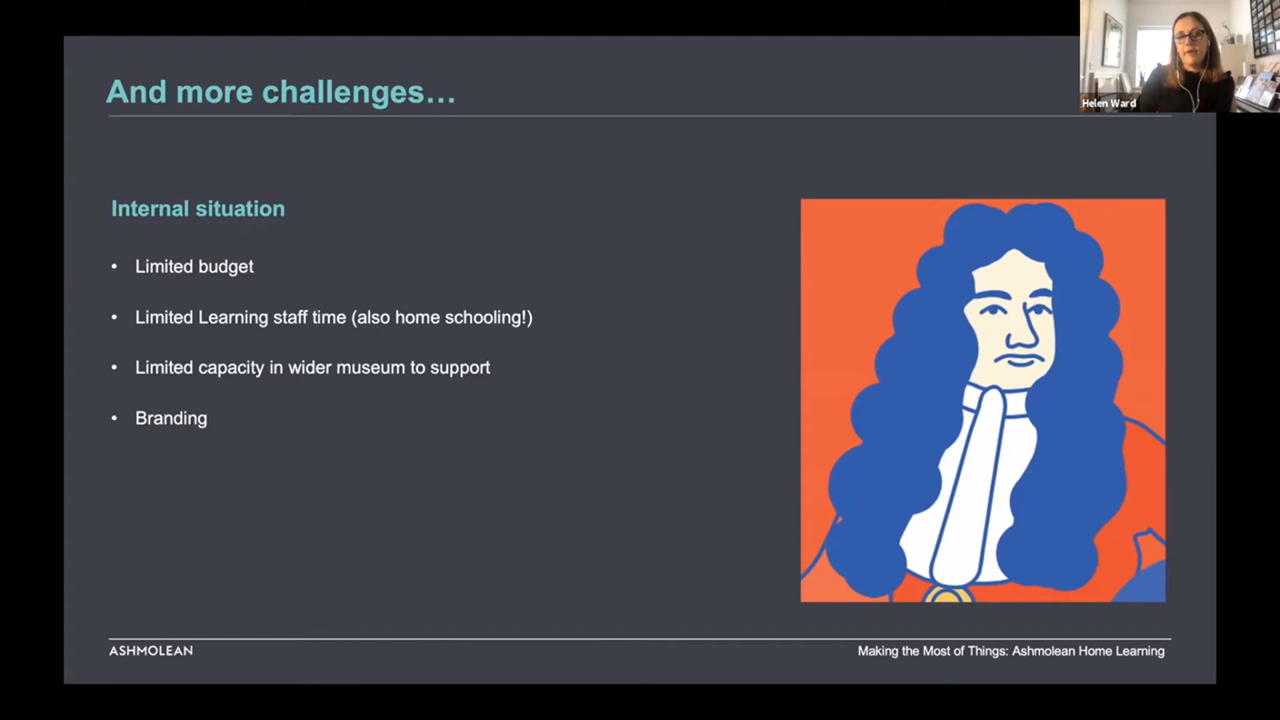 And more challenges…
Helen Ward
Internal situation
• Limited budget
• Limited Learning staff time (also home schooling!)
• Limited capacity in wider museum to support
• Branding
ASHMOLEAN
Making the Most of Things: Ashmolean Home Learning